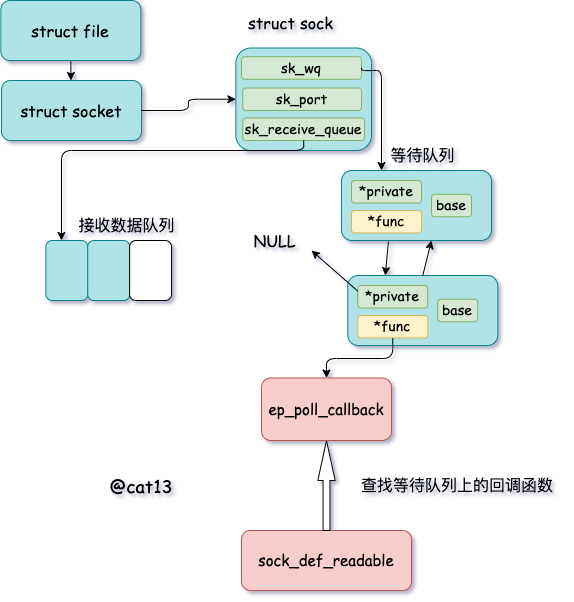 struct file
struct sock
sk_wq
struct socket
sk_port
sk_receive_queue
等待队列
*private
base
*func
接收数据队列
NULL
*private
base
*func
ep_poll_callback
@cat13
查找等待队列上的回调函数
sock_def_readable